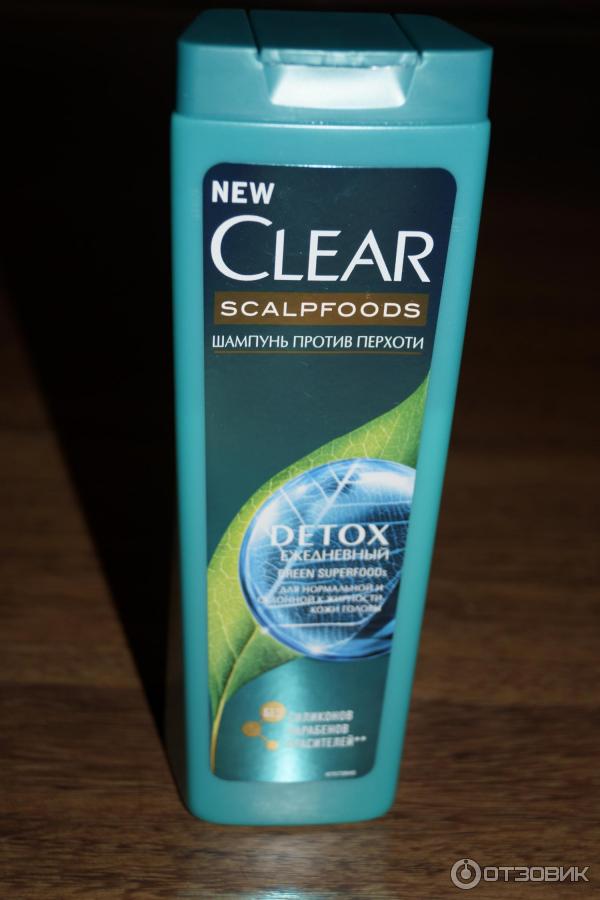 NEW
CLEAR
SCALPFOODS
ШАМПУНЬ ПРОТИВ ПЕРХОТИ
DETOX
ЕЖЕДНЕВНЫЙ
GREEN SUPERFOODs
ДЛЯ НОРМАЛЬНОЙ И
СКЛОННОЙ К ЖИРНОСТИ
КОЖИ ГОЛОВЫ
БЕЗ СИЛИКОНОВ
ПАРАБЕНОВ
КРАСИТЕЛЕЙ**
ОТЗОВИК